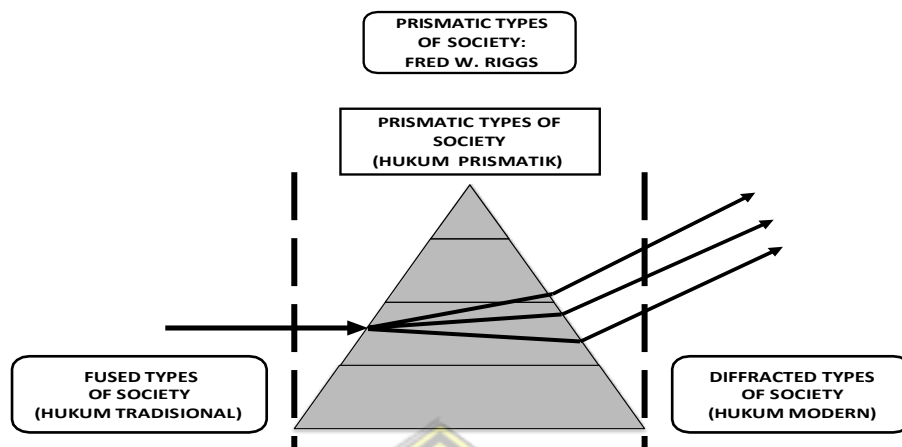 PRISMATIC TYPES
OF SOCIETY:
FRED W. RIGGS
PRISMATIC TYPES OF
SOCIETY
(HUKUM PRISMATIK)
FUSED TYPES
OF SOCIETY
(HUKUM TRADISIONAL)
DIFFRACTED TYPES
OF SOCIETY
(HUKUM MODERN)